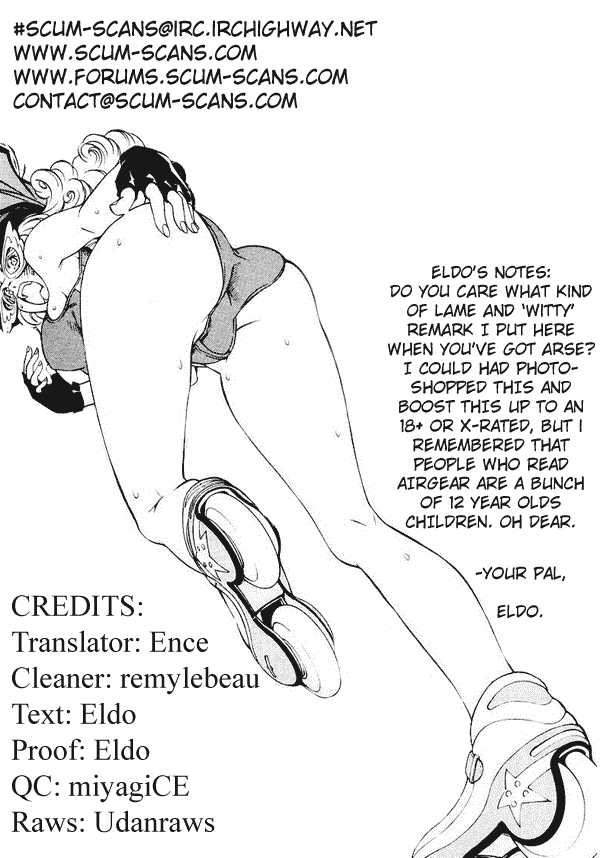 #SCUM-SCANS@IRC.IRCHIGHWAY.NET
WWW.SCUM-SCANS.COM
WWW.FORUMS.SCUM-SCANS.COM
CONTACT@SCUM-SCANS.COM
ELDO'S NOTES:
DO YOU CARE WHAT KIND
OF LAME AND 'WITTY'
REMARK I PUT HERE
WHEN YOU'VE GOT ARSE?
I COULD HAD PHOTO-
SHOPPED THIS AND
BOOST THIS UP TO AN
18+ OR X-RATED, BUT I
REMEMBERED THAT
PEOPLE WHO READ
AIRGEAR ARE A BUNCH
OF 12 YEAR OLDS
CHILDREN. OH DEAR.
-YOUR PAL,
ELDO.
CREDITS:
Translator: Ence
Cleaner: remylebeau
Text: Eldo
Proof: Eldo
QC: miyagiCE
Raws: Udanraws